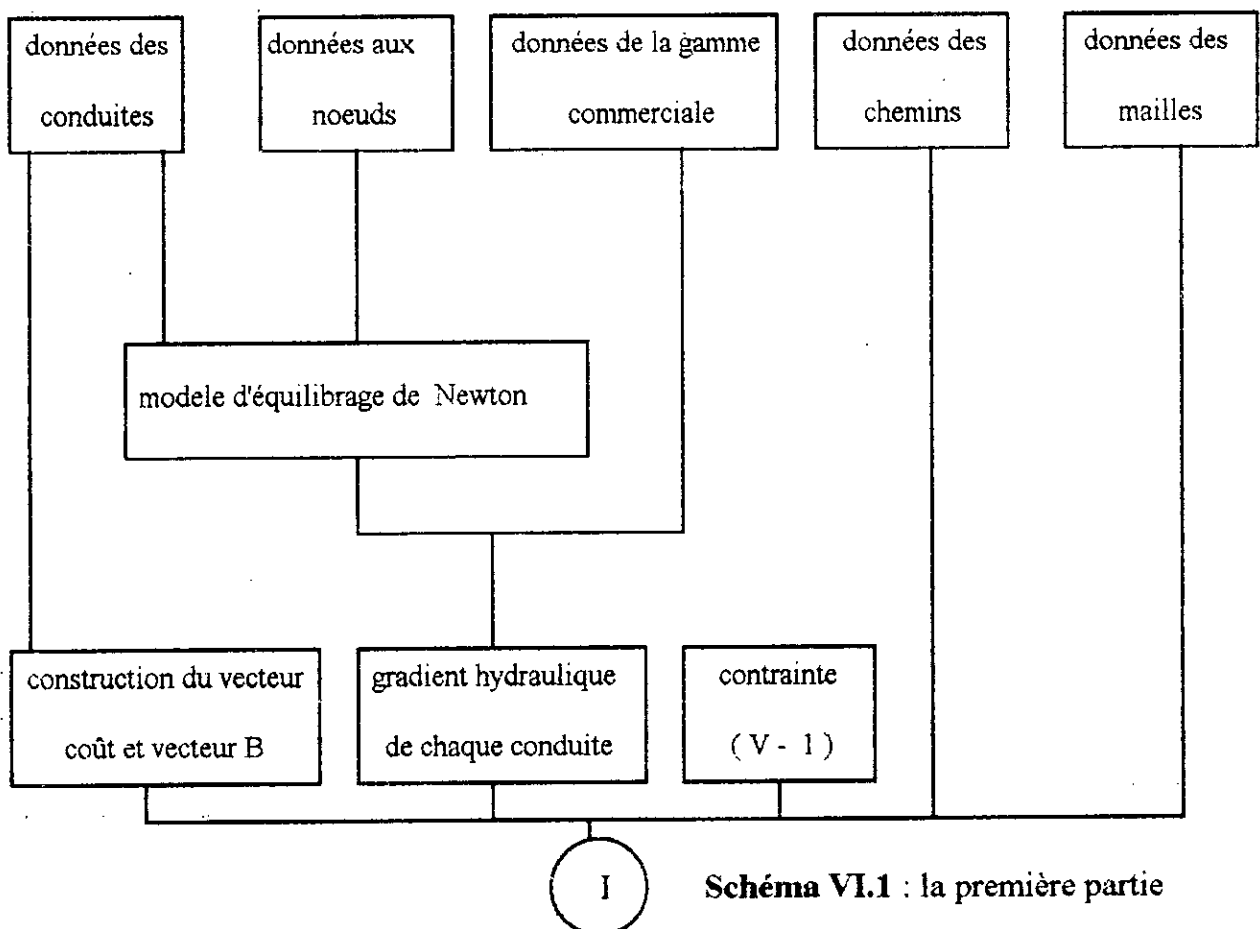 données des
conduites
données aux
noeuds
données de la gamme
commerciale
données des
chemins
données des
mailles
modele d'équilibrage de Newton
construction du vecteur
coût et vecteur B
gradient hydraulique
de chaque conduite
contrainte
( V - 1 )
I
Schéma VI.1 : la première partie